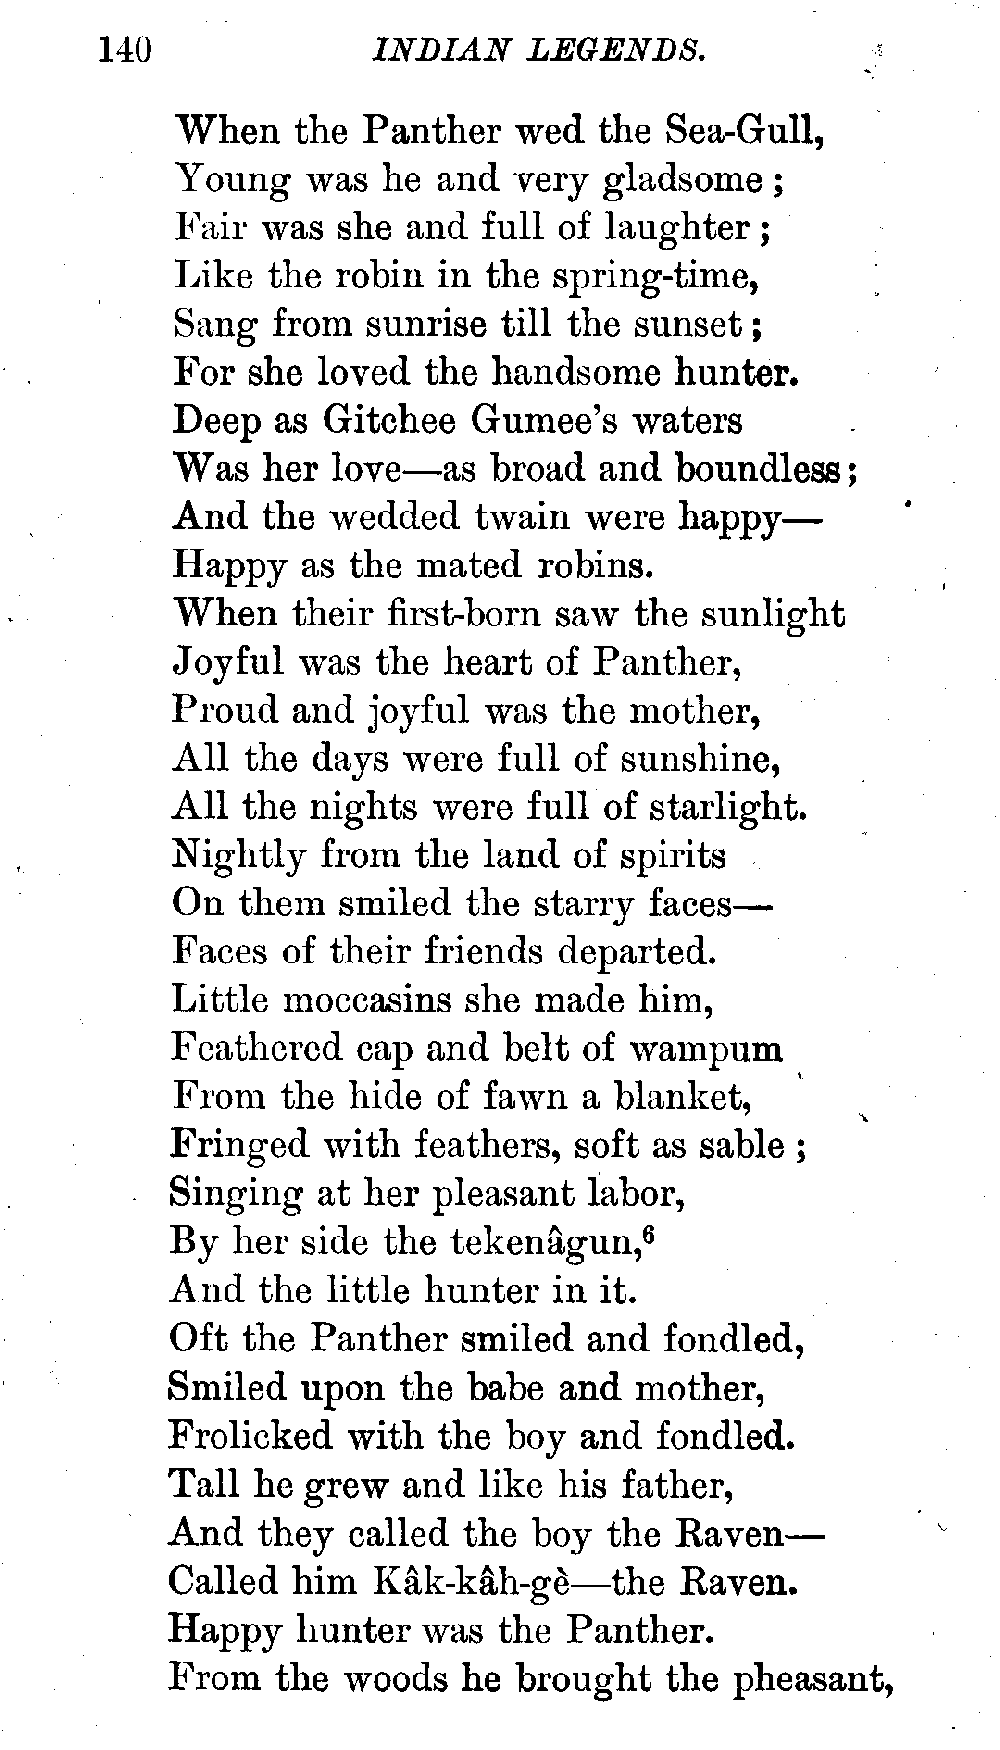 140 INDIAN LEGENDS.
When the Panther wed the Sea-Gull,
Young was he and very gladsome;
Fair was she and full of laughter;
Like the robin in the spring-time,
Sang from sunrise till the sunset;
For she loved the handsome hunter.
Deep as Gitchee Gumee's waters
Was her love—as broad and boundless;
And the wedded twain were happy—
Happy as the mated robins.
When their first-born saw the sunlight
Joyful was the heart of Panther,
Proud and joyful was the mother,
All the days were full of sunshine,
All the nights were full of starlight.
Nightly from the land of spirits
On them smiled the starry faces—
Faces of their friends departed.
Little moccasins she made him,
Feathered cap and belt of wampum
From the hide of fawn a blanket,
Fringed with feathers, soft as sable;
Singing at her pleasant labor,
By her side the tekenâgun,⁶
And the little hunter in it.
Oft the Panther smiled and fondled,
Smiled upon the babe and mother,
Frolicked with the boy and fondled.
Tall he grew and like his father,
And they called the boy the Raven—
Called him Kâk-kâh-gè—the Raven.
Happy hunter was the Panther.
From the woods he brought the pheasant,